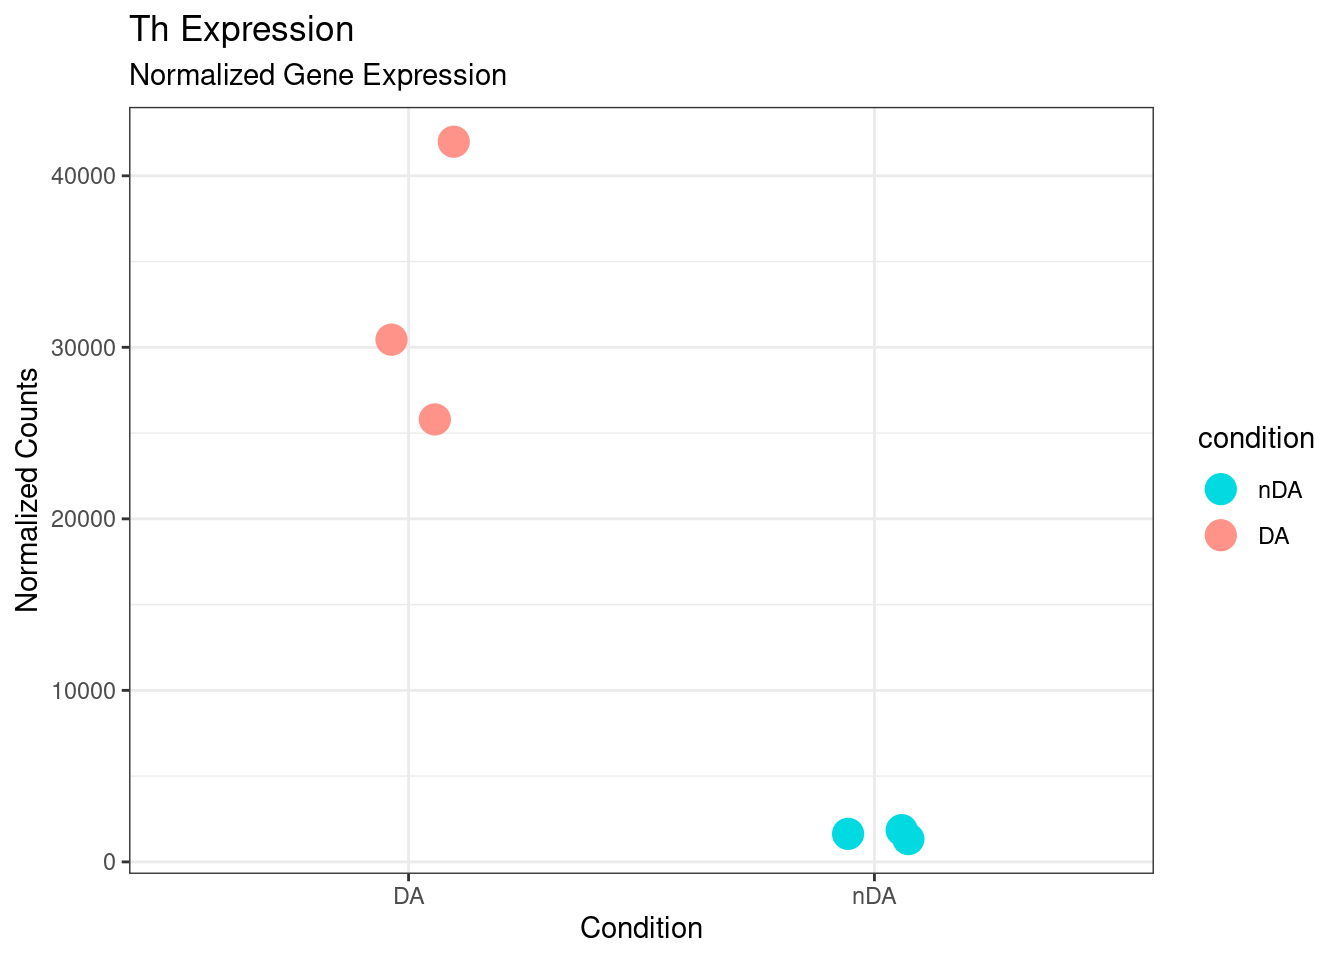 Th Expression
Normalized Gene Expression
Normalized Counts
40000
30000
20000
10000
0
DA
nDA
Condition
condition
nDA
DA